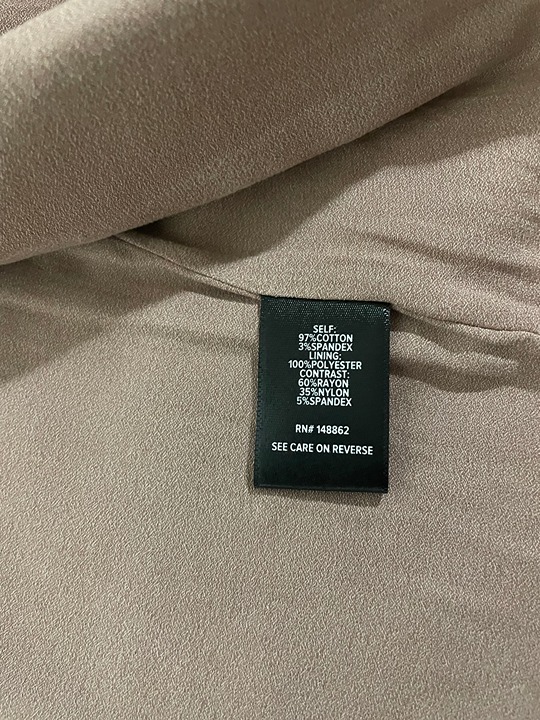 SELF:
97%COTTON
3%SPANDEX
LINING:
100%POLYESTER
CONTRAST:
60%RAYON
35%NYLON
5%SPANDEX
RN# 148862
SEE CARE ON REVERSE